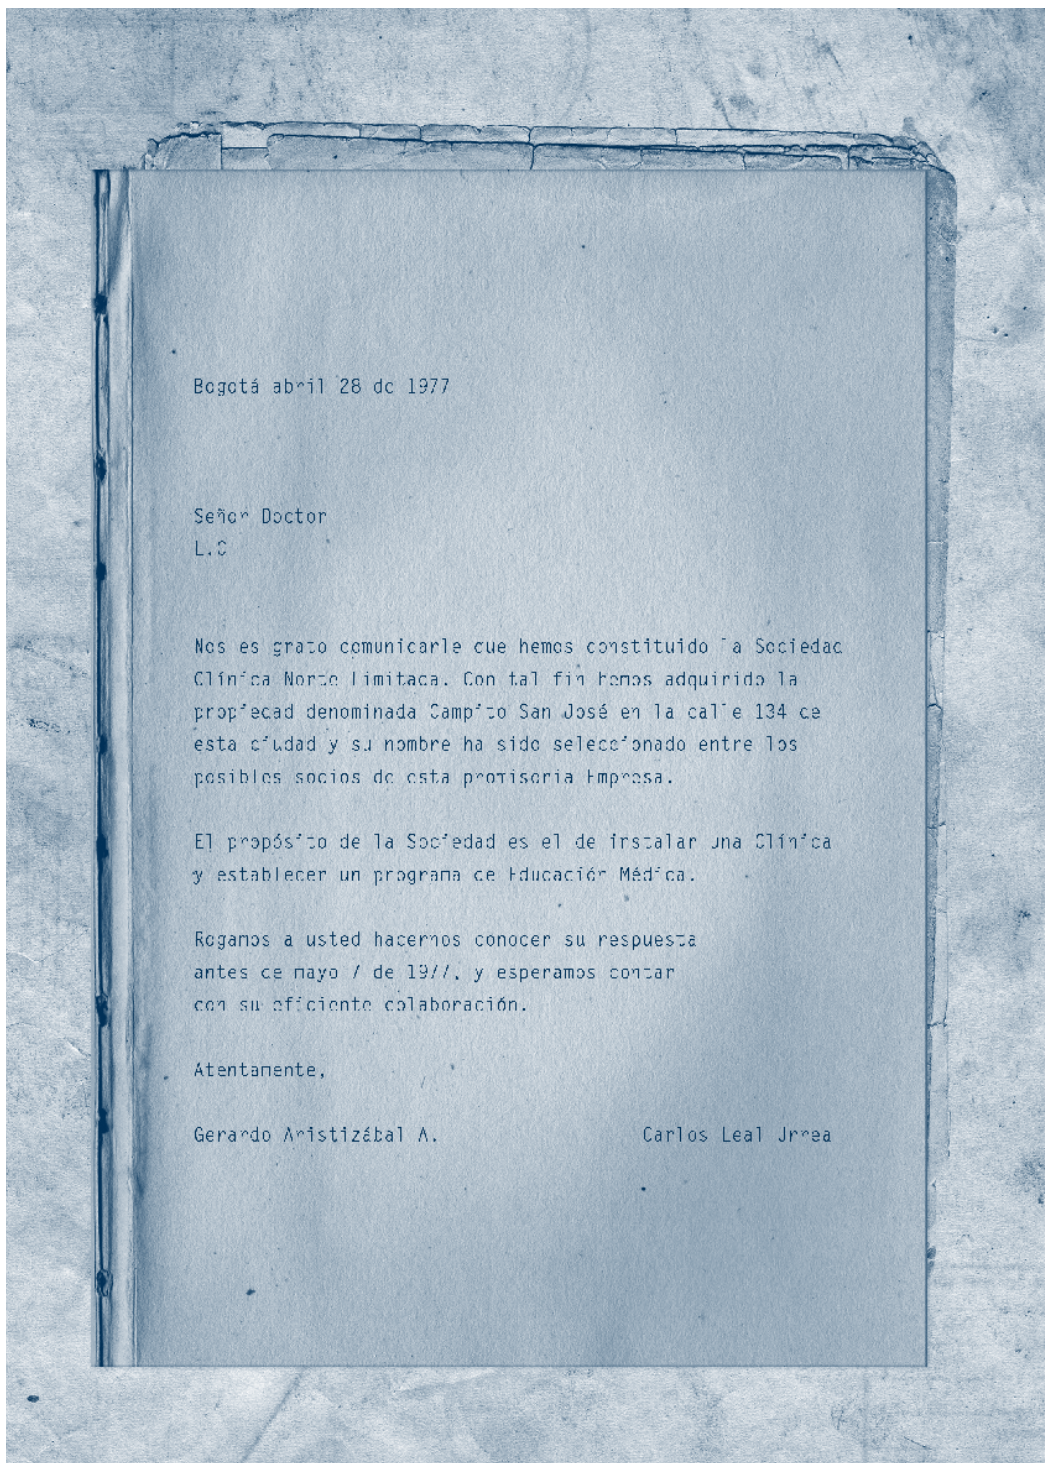 Bogotá abril 28 de 1977
Señor Doctor
L.C
Nos es grato comunicarle que hemos constituido la Sociedad
Clínica Norte Limitada. Con tal fin hemos adquirido la
propiedad denominada Campito San José en la calle 134 de
esta ciudad y su nombre ha sido seleccionado entre los
posibles socios de esta promisoria Empresa.
El propósito de la Sociedad es el de instalar una Clínica
y establecer un programa de Educación Médica.
Rogamos a usted hacernos conocer su respuesta
antes de mayo 7 de 1977, y esperamos contar
con su eficiente colaboración.
Atentamente,
Gerardo Aristizábal A. Carlos Leal Urrea